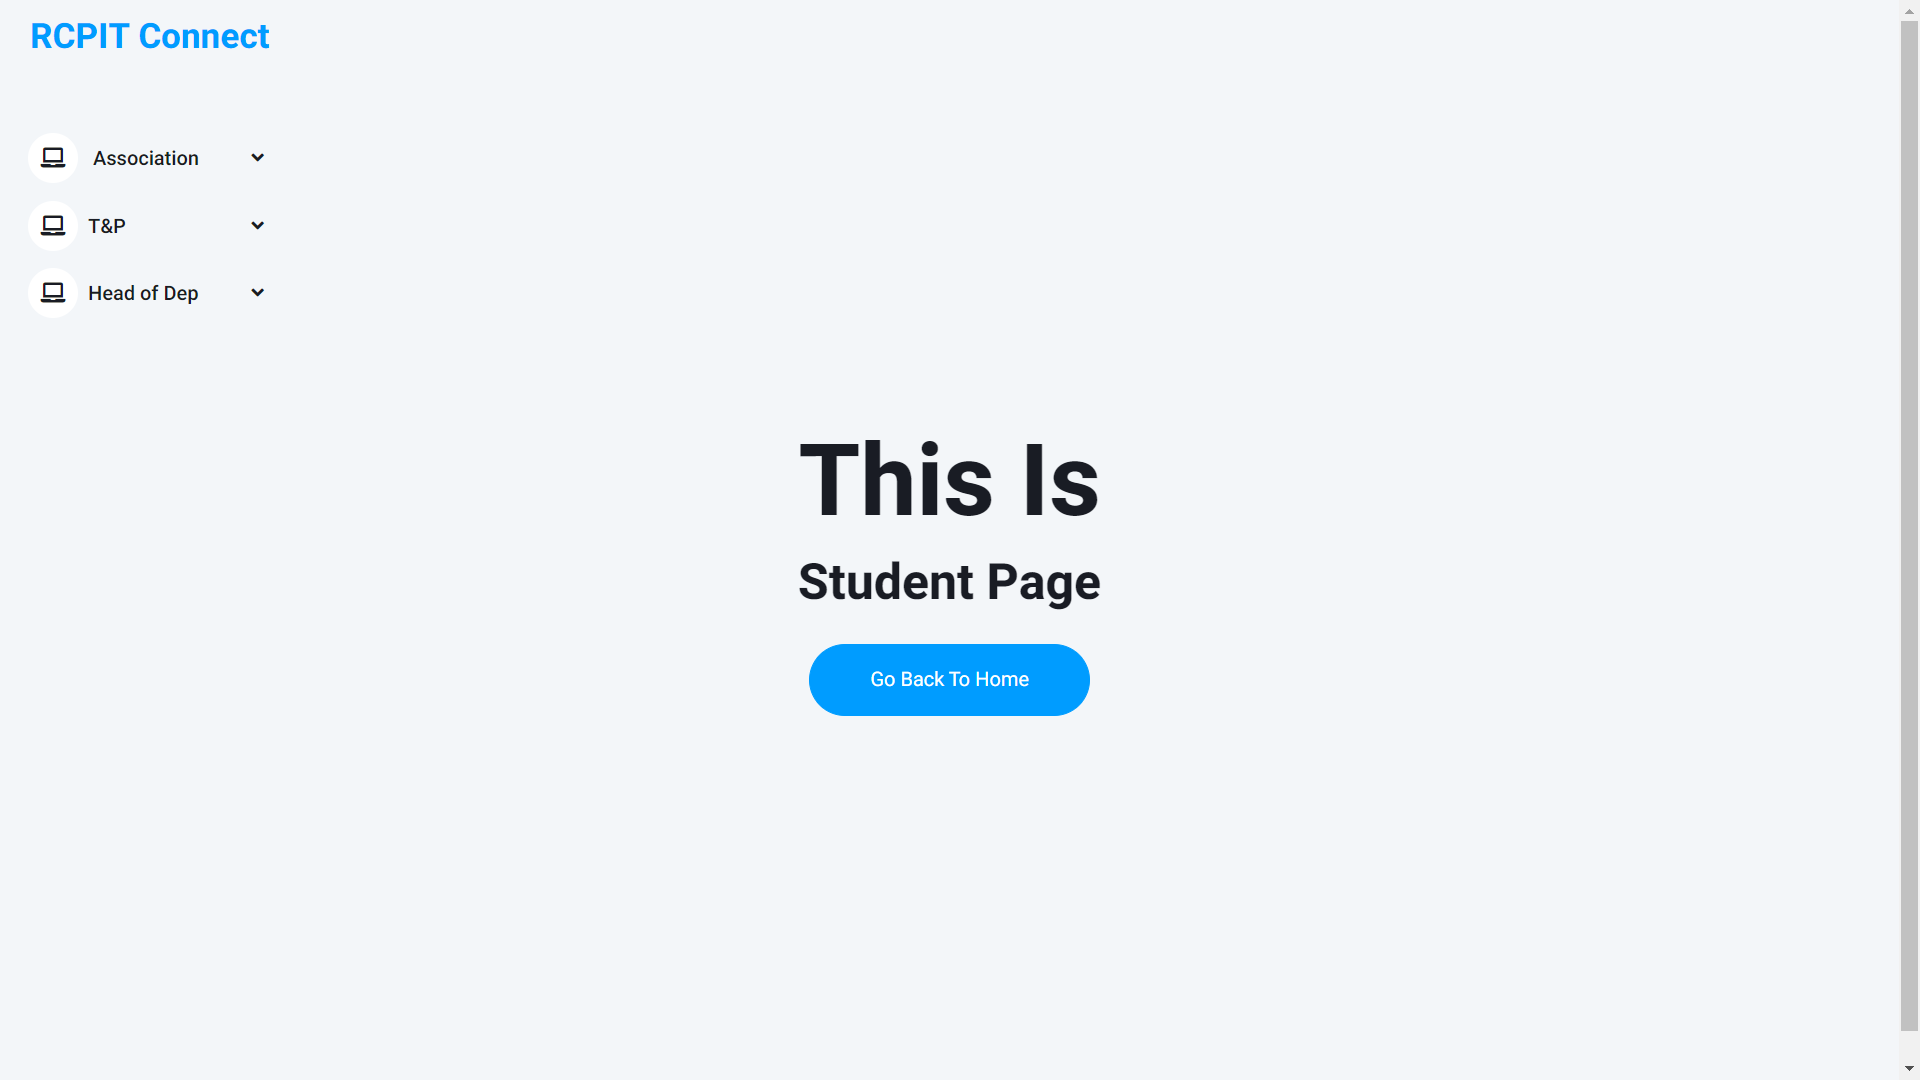 RCPIT Connect
Association
T&P
Head of Dep
This Is
Student Page
Go Back To Home